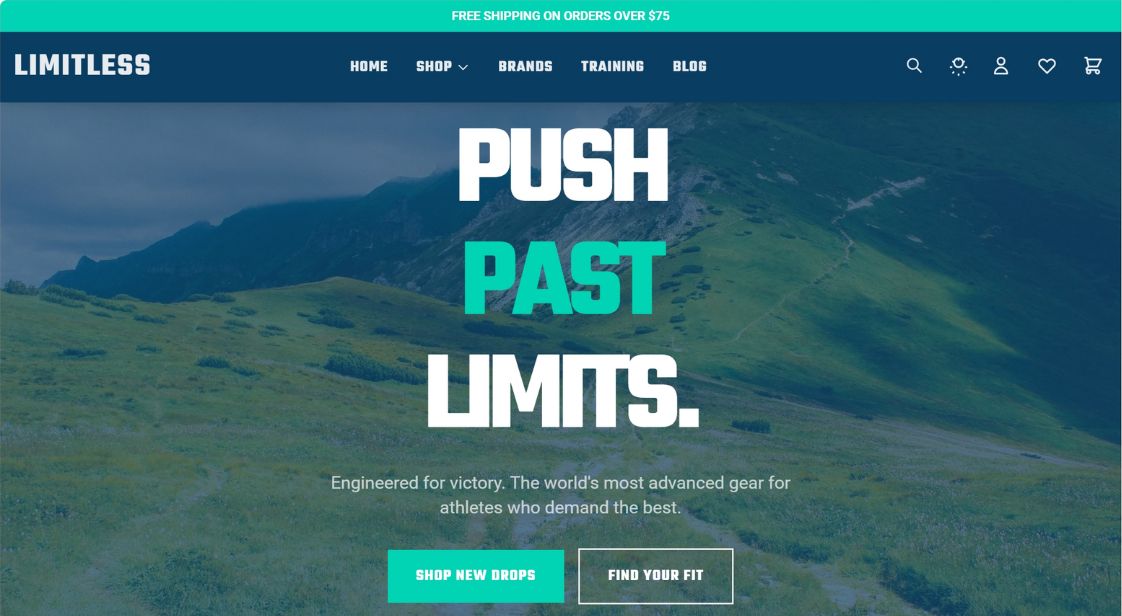 FREE SHIPPING ON ORDERS OVER $75
LIMITLESS
HOME
SHOP
BRANDS
TRAINING
BLOG
PUSH
PAST
LIMITS.
Engineered for victory. The world's most advanced gear for
athletes who demand the best.
SHOP NEW DROPS
FIND YOUR FIT